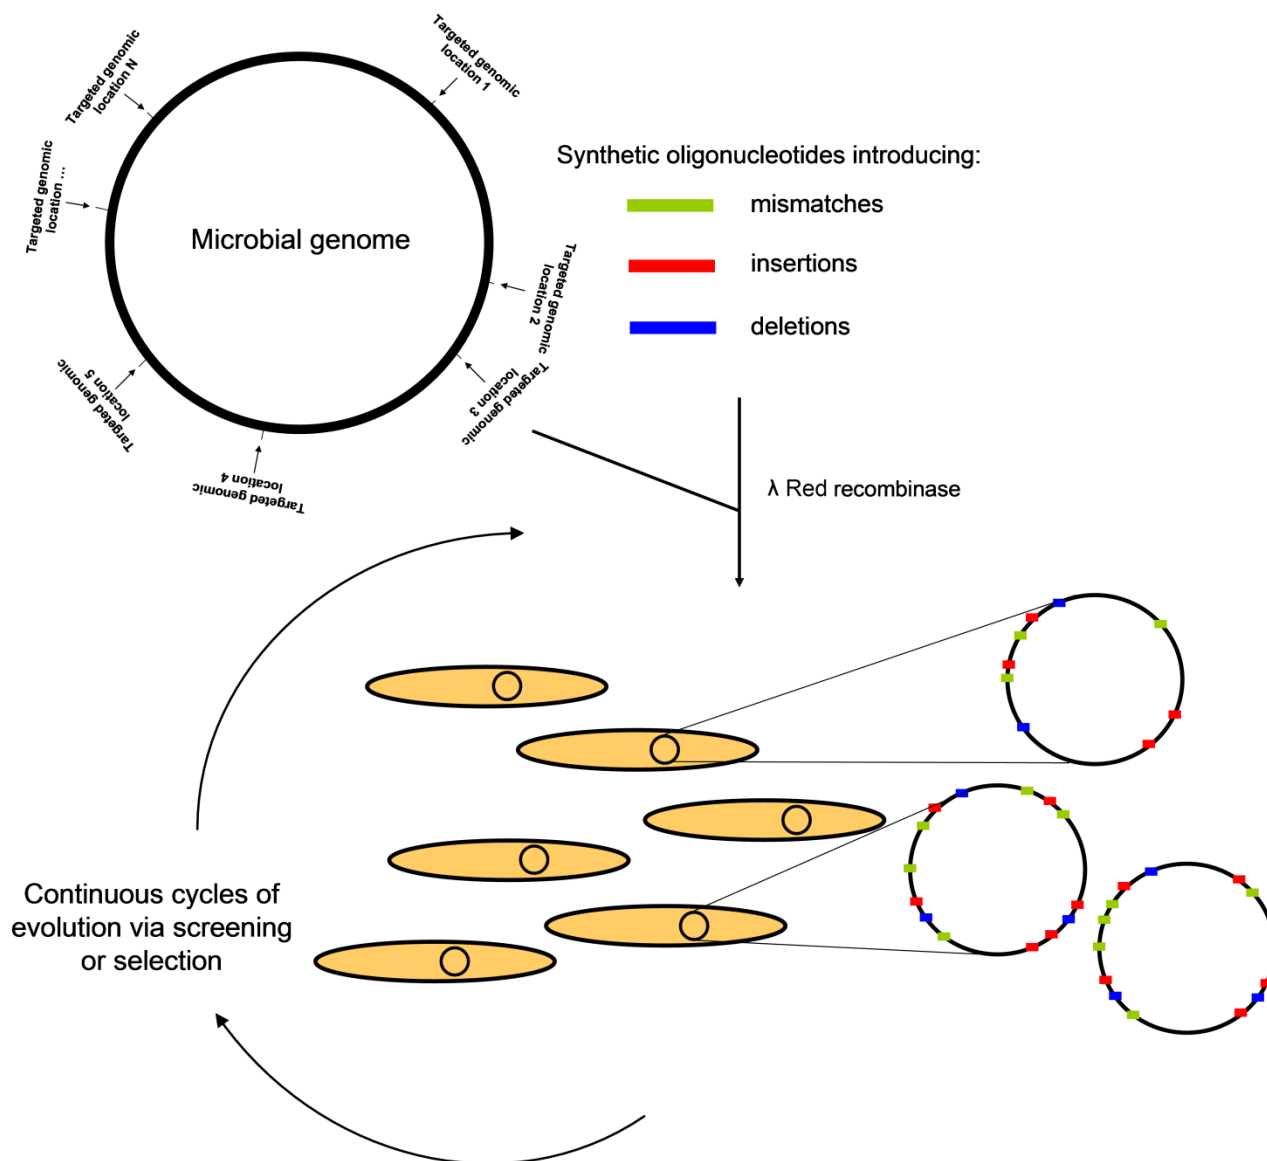 Targeted genomic
location N
Targeted genomic
location 1
Targeted genomic
location ...
Microbial genome
Targeted genomic
location 2
Targeted genomic
location 3
Targeted genomic
location 4
Targeted genomic
location 5
Synthetic oligonucleotides introducing:
mismatches
insertions
deletions
λ Red recombinase
Continuous cycles of
evolution via screening
or selection